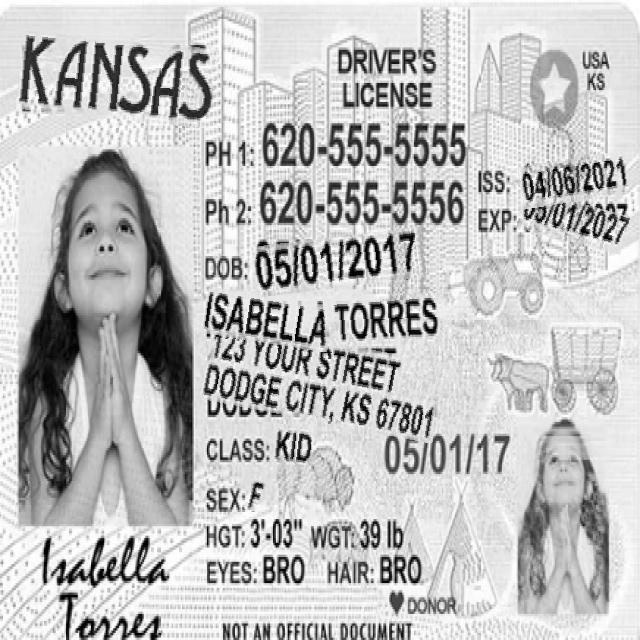 KANSAS
DRIVER'S
LICENSE
USA
KS
PH 1: 620-555-5555
Ph 2: 620-555-5556
ISS: 04/06/2021
EXP: /01/2027
DOB: 05/01/2017
ISABELLA TORRES
123 YOUR STREET
DODGE CITY, KS 67801
CLASS: KID
05/01/17
SEX: F
HGT: 3'-03" WGT: 39 lb
EYES: BRO HAIR: BRO
DONOR
Isabella
Torres
NOT AN OFFICIAL DOCUMENT